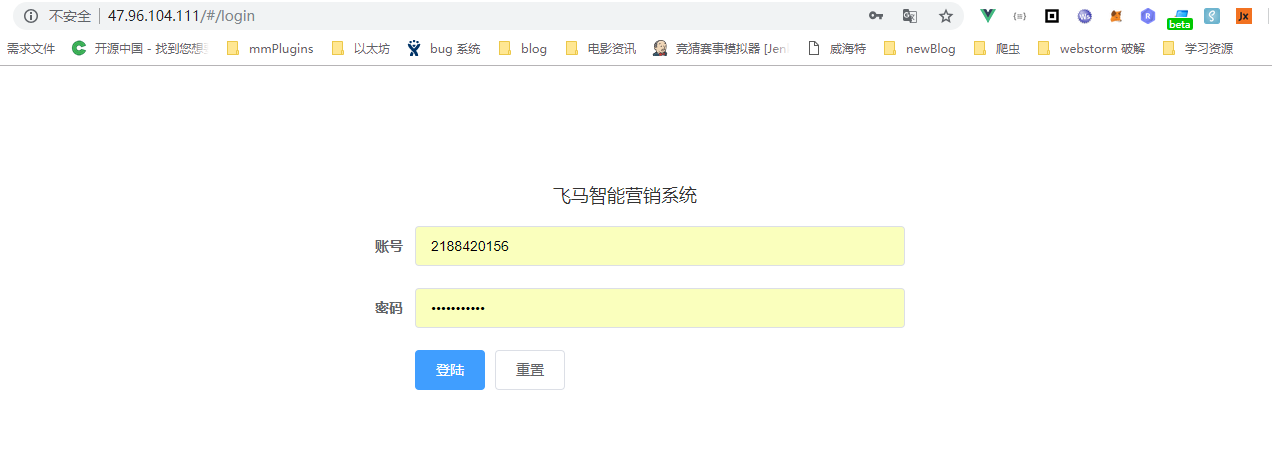 不安全 47.96.104.111/#/login
beta
需求文件 开源中国 - 找到您想 mmPlugins 以太坊 bug 系统 blog 电影资讯 竞猜赛事模拟器 [Jen 威海特 newBlog 爬虫 webstorm 破解 学习资源
飞马智能营销系统
账号 2188420156
密码 •••••••••••
登陆 重置